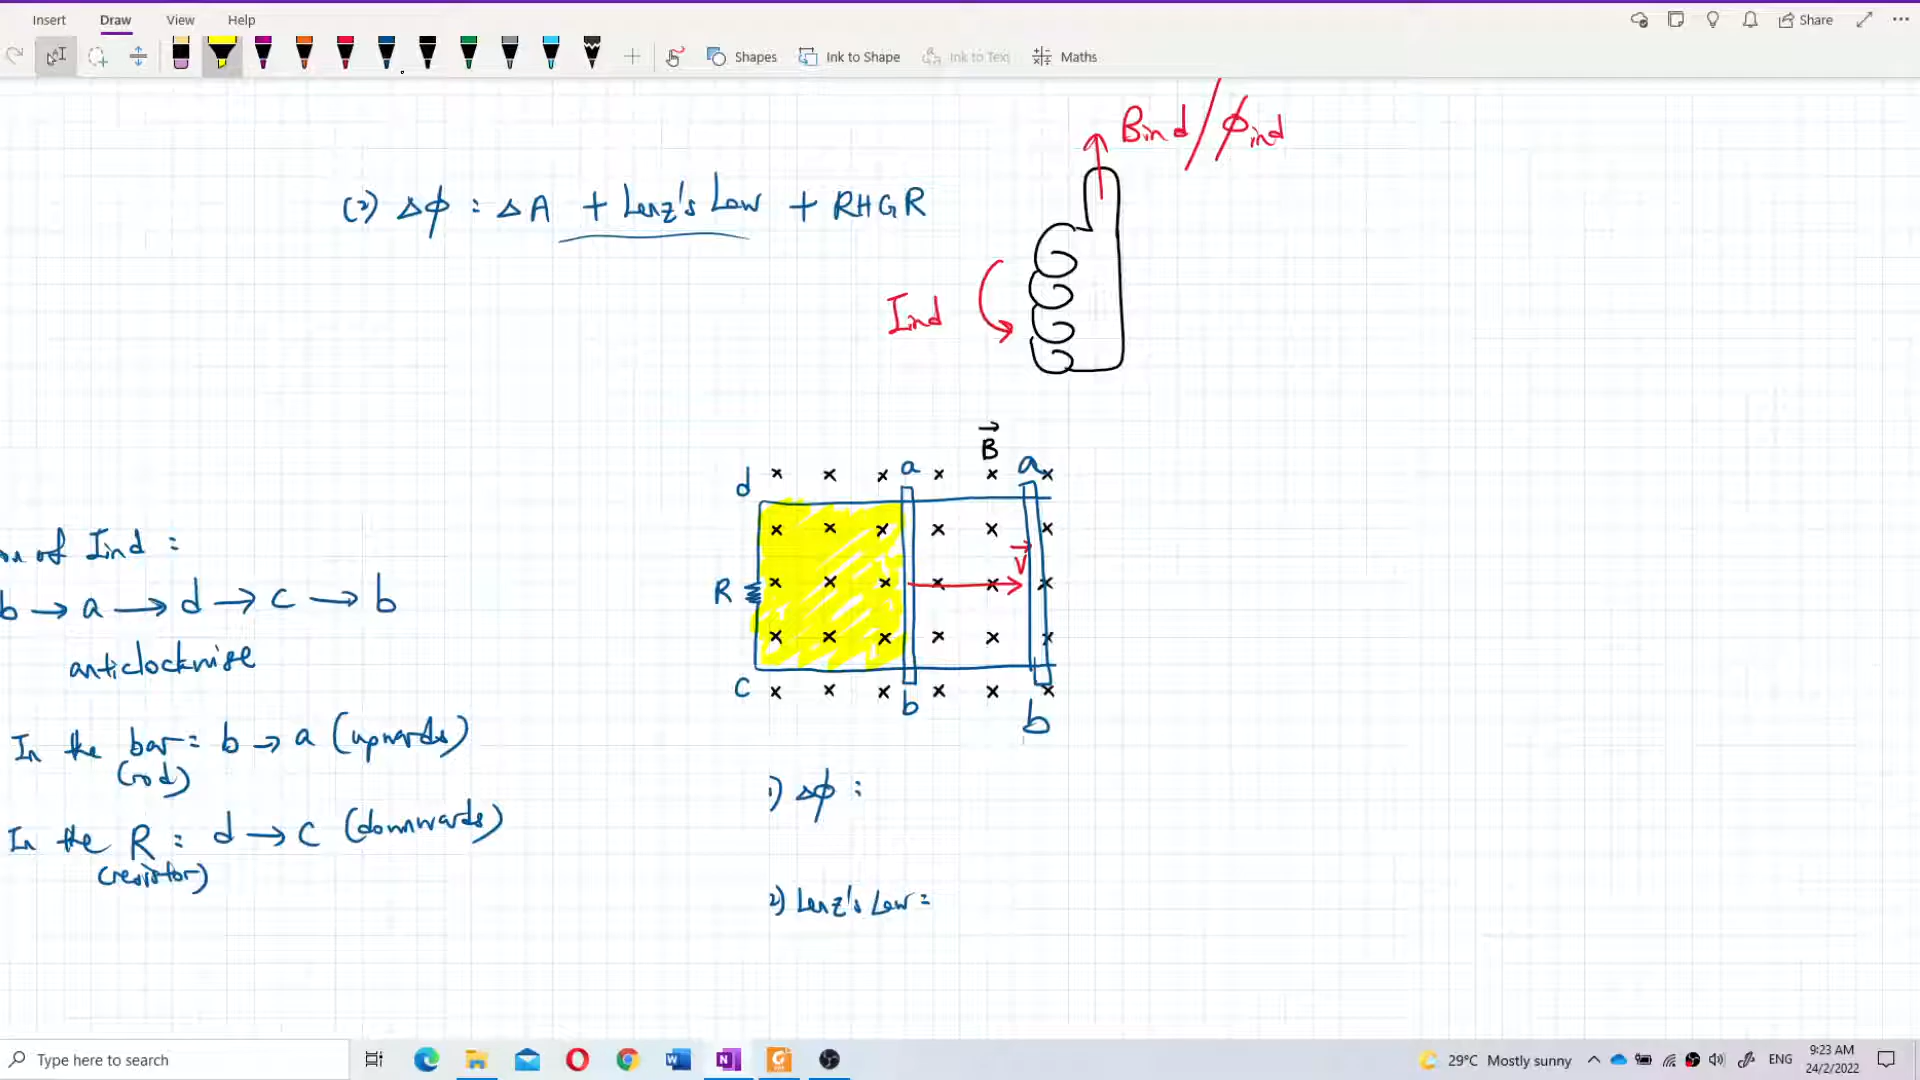 Insert Draw View Help
Share
Shapes Ink to Shape Ink to Text Maths
Bind/ϕind
(2) Δϕ : ΔA + Lenz's Law + RHGR
Iind
B
d a a
of Iind :
b → a → d → c → b
anticlockwise
R
v
c b b
In the bar = b → a (upwards)
(rod)
In the R : d → c (downwards)
(resistor)
1) Δϕ :
2) Lenz's Law =
Type here to search
29°C Mostly sunny
ENG
9:23 AM
24/2/2022